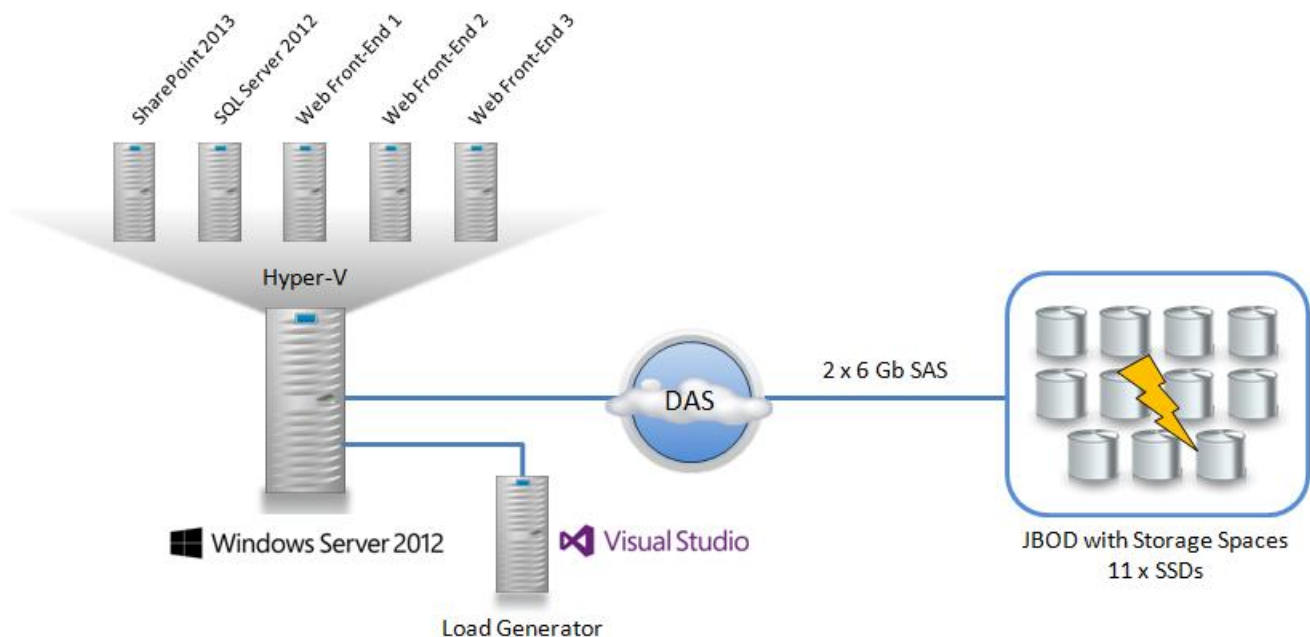 SharePoint 2013
SQL Server 2012
Web Front-End 1
Web Front-End 2
Web Front-End 3
Hyper-V
DAS
2 x 6 Gb SAS
Windows Server 2012
Visual Studio
Load Generator
JBOD with Storage Spaces
11 x SSDs